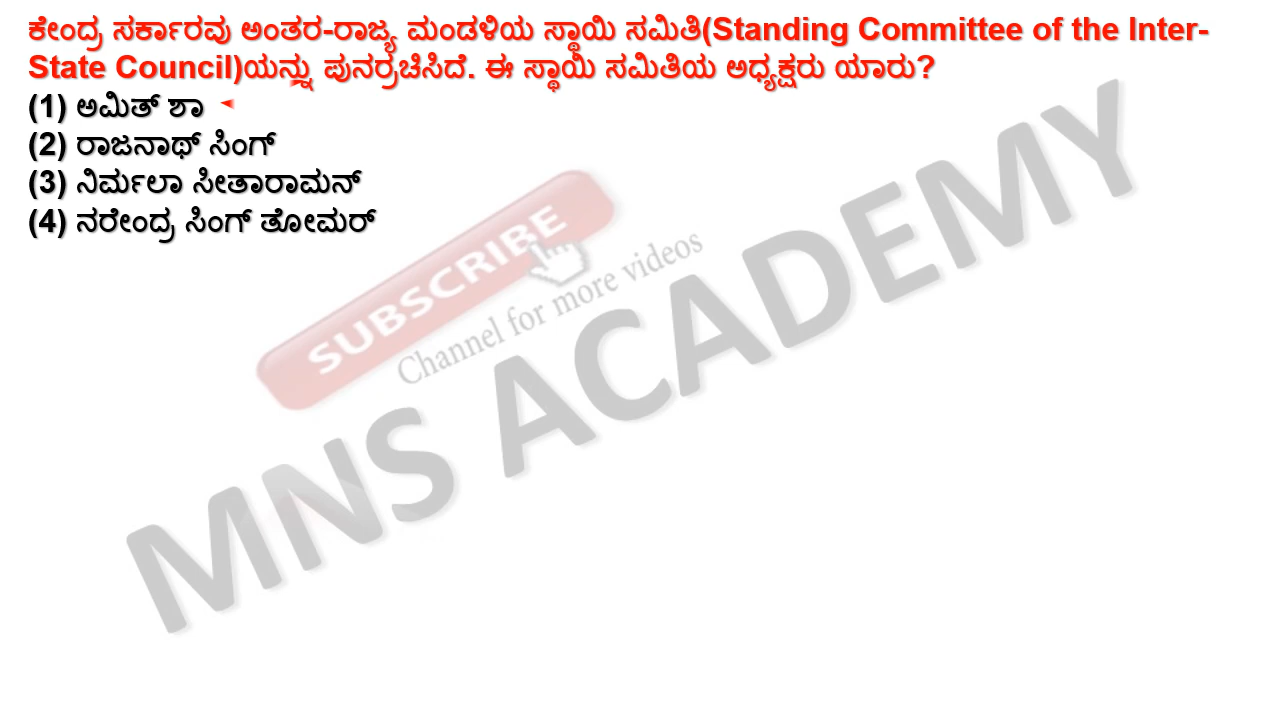 ಕೇಂದ್ರ ಸರ್ಕಾರವು ಅಂತರ-ರಾಜ್ಯ ಮಂಡಳಿಯ ಸ್ಥಾಯಿ ಸಮಿತಿ(Standing Committee of the Inter-
State Council)ಯನ್ನು ಪುನರ್ರಚಿಸಿದೆ. ಈ ಸ್ಥಾಯಿ ಸಮಿತಿಯ ಅಧ್ಯಕ್ಷರು ಯಾರು?
(1) ಅಮಿತ್ ಶಾ
(2) ರಾಜನಾಥ್ ಸಿಂಗ್
(3) ನಿರ್ಮಲಾ ಸೀತಾರಾಮನ್
(4) ನರೇಂದ್ರ ಸಿಂಗ್ ತೋಮರ್
SUBSCRIBE
Channel for more videos
MNS ACADEMY